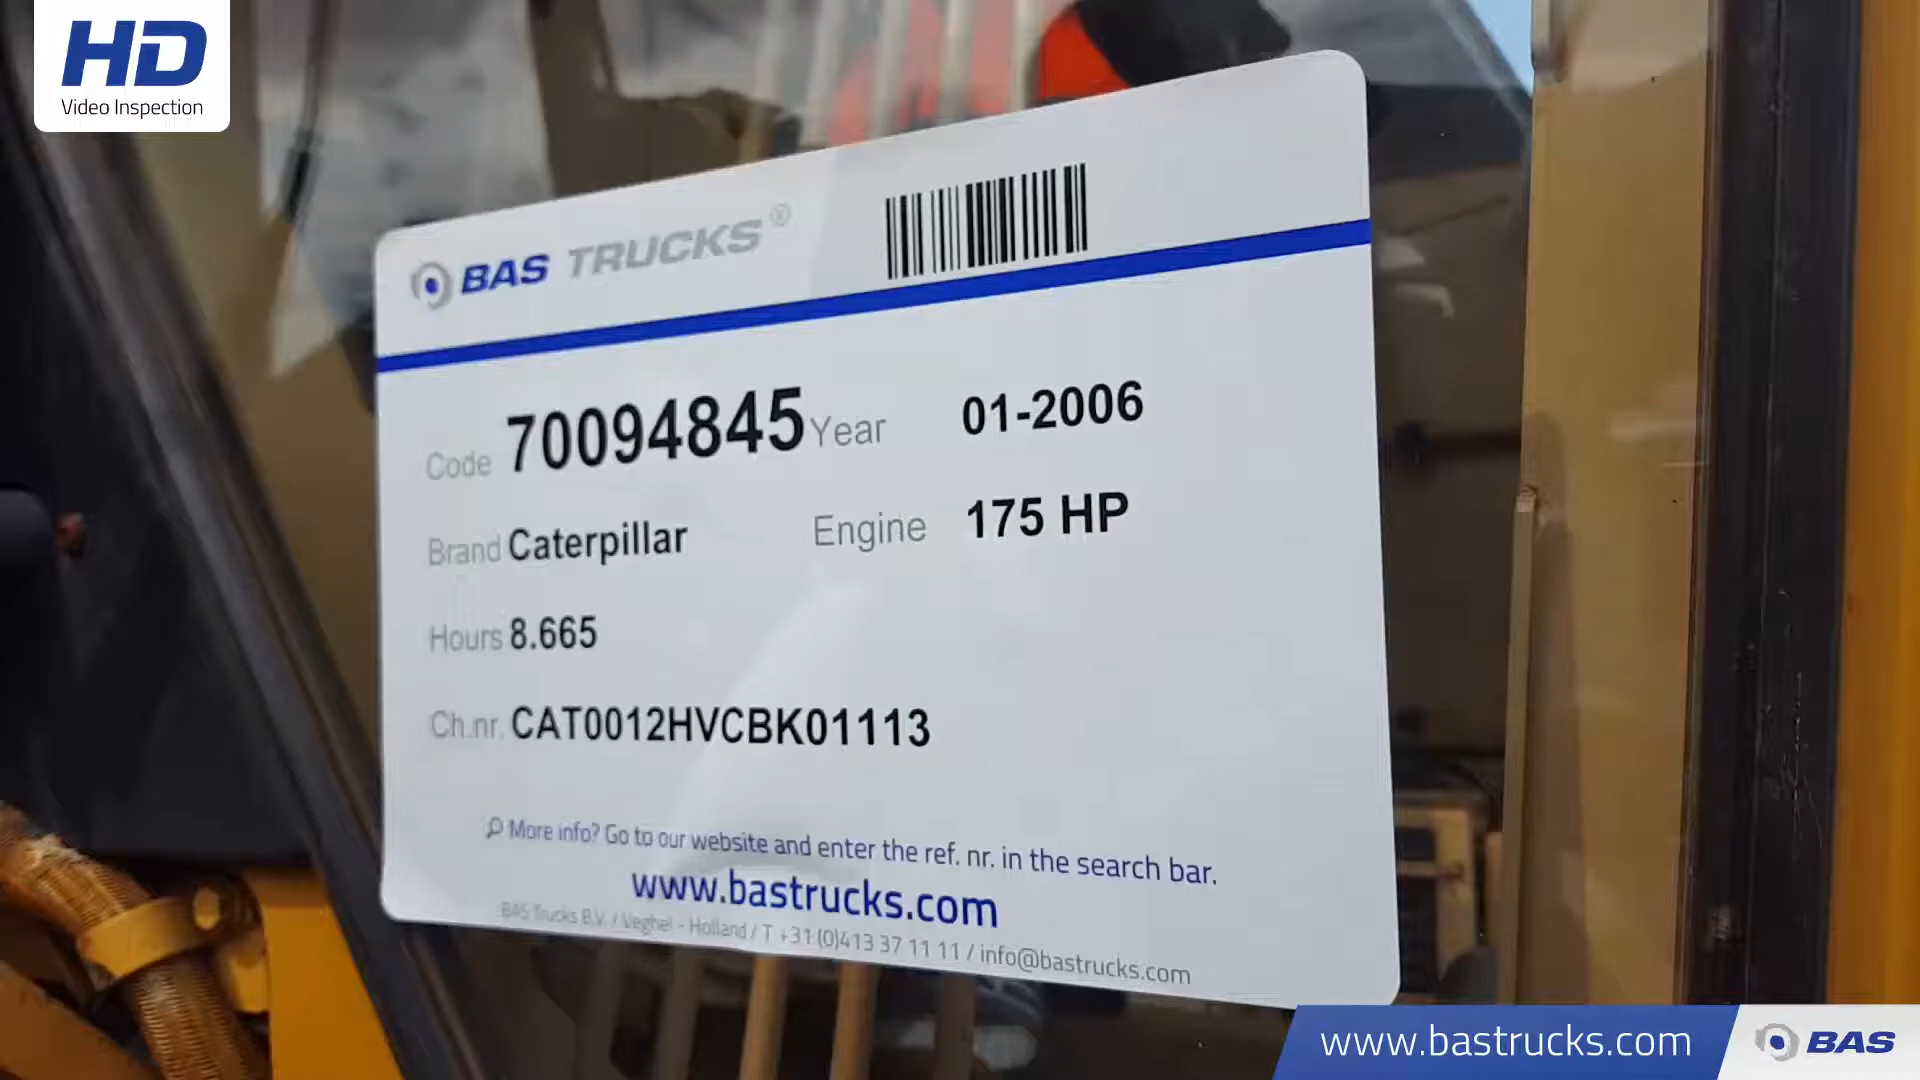 HD
Video Inspection
BAS TRUCKS®
Code 70094845 Year 01-2006
Brand Caterpillar Engine 175 HP
Hours 8.665
Ch.nr. CAT0012HVCBK01113
More info? Go to our website and enter the ref. nr. in the search bar.
www.bastrucks.com
BAS Trucks B.V. / Veghel - Holland / T +31 (0)413 37 11 11 / info@bastrucks.com
www.bastrucks.com BAS